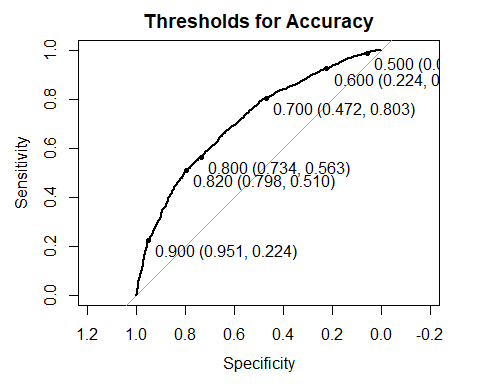 Thresholds for Accuracy
Sensitivity
1.0
0.8
0.6
0.4
0.2
0.0
0.500 (0.0
0.600 (0.224, 0
0.700 (0.472, 0.803)
0.800 (0.734, 0.563)
0.820 (0.798, 0.510)
0.900 (0.951, 0.224)
1.2 1.0 0.8 0.6 0.4 0.2 0.0 -0.2
Specificity